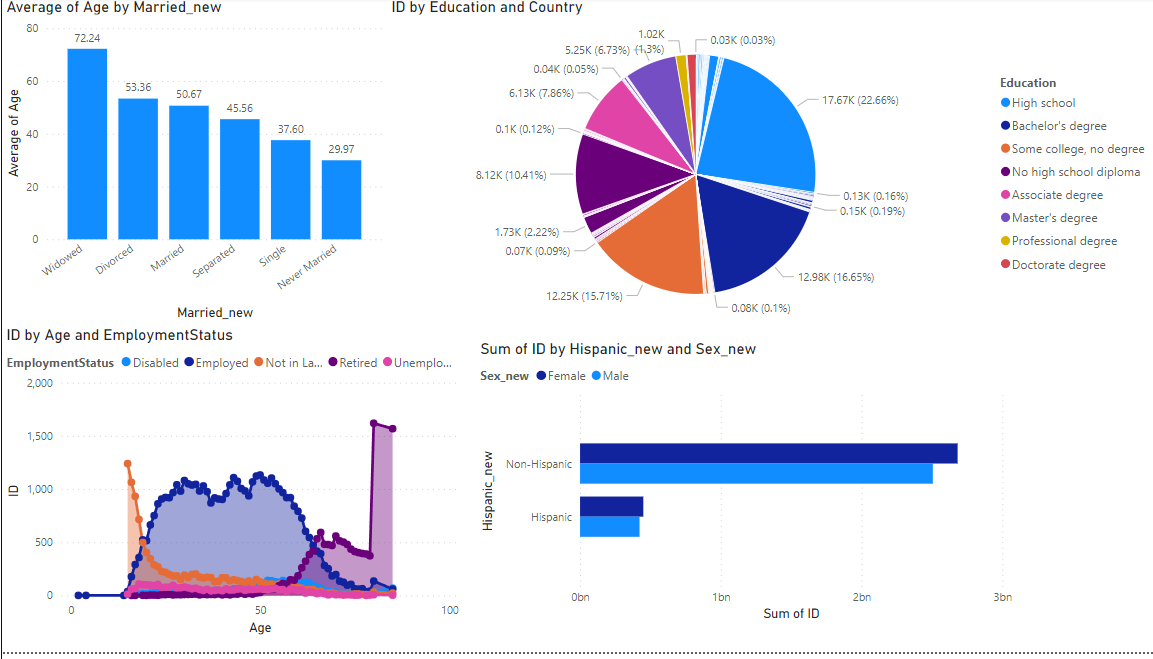 Average of Age by Married_new
80
60
40
20
0
Average of Age
72.24
53.36
50.67
45.56
37.60
29.97
Widowed
Divorced
Married
Separated
Single
Never Married
Married_new
ID by Education and Country
1.02K
(1.3%)
0.03K (0.03%)
5.25K (6.73%)
0.04K (0.05%)
6.13K (7.86%)
0.1K (0.12%)
8.12K (10.41%)
1.73K (2.22%)
0.07K (0.09%)
12.25K (15.71%)
0.08K (0.1%)
12.98K (16.65%)
0.15K (0.19%)
0.13K (0.16%)
17.67K (22.66%)
Education
High school
Bachelor's degree
Some college, no degree
No high school diploma
Associate degree
Master's degree
Professional degree
Doctorate degree
ID by Age and EmploymentStatus
EmploymentStatus Disabled Employed Not in La... Retired Unemplo...
2,000
1,500
1,000
500
0
ID
0 50 100
Age
Sum of ID by Hispanic_new and Sex_new
Sex_new Female Male
Hispanic_new
Non-Hispanic
Hispanic
0bn 1bn 2bn 3bn
Sum of ID